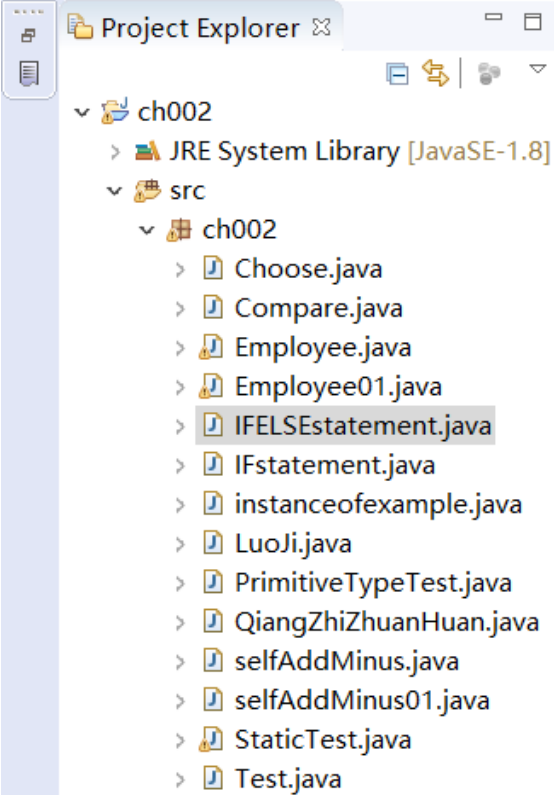 Project Explorer
ch002
JRE System Library [JavaSE-1.8]
src
ch002
Choose.java
Compare.java
Employee.java
Employee01.java
IFELSEstatement.java
IFstatement.java
instanceofexample.java
LuoJi.java
PrimitiveTypeTest.java
QiangZhiZhuanHuan.java
selfAddMinus.java
selfAddMinus01.java
StaticTest.java
Test.java